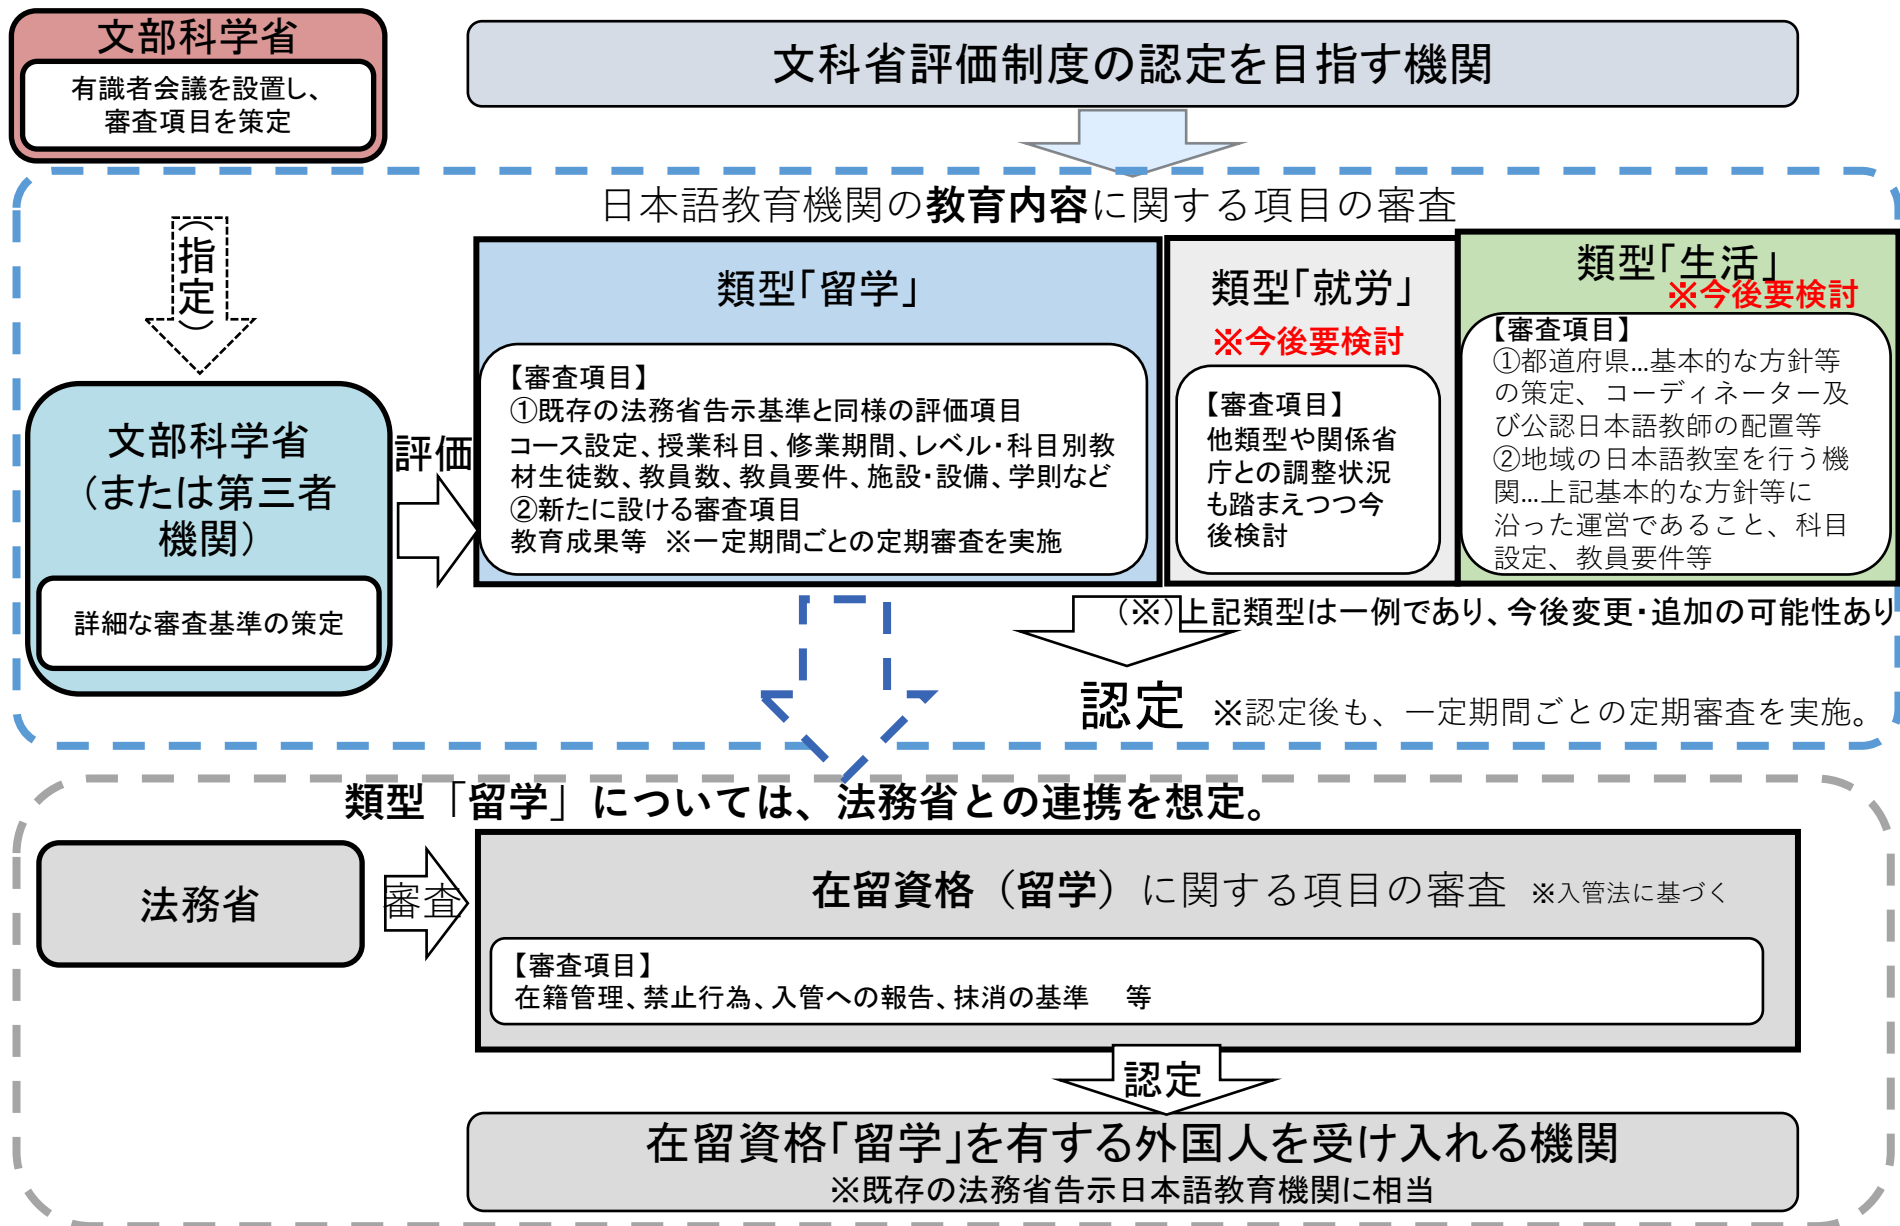 文部科学省
有識者会議を設置し、
審査項目を策定
文科省評価制度の認定を目指す機関
日本語教育機関の教育内容に関する項目の審査
（指定）
文部科学省
（または第三者
機関）
詳細な審査基準の策定
評価
類型「留学」
【審査項目】
①既存の法務省告示基準と同様の評価項目
コース設定、授業科目、修業期間、レベル・科目別教
材生徒数、教員数、教員要件、施設・設備、学則など
②新たに設ける審査項目
教育成果等　※一定期間ごとの定期審査を実施
類型「就労」
※今後要検討
【審査項目】
他類型や関係省
庁との調整状況
も踏まえつつ今
後検討
類型「生活」
※今後要検討
【審査項目】
①都道府県…基本的な方針等
の策定、コーディネーター及
び公認日本語教師の配置等
②地域の日本語教室を行う機
関…上記基本的な方針等に
沿った運営であること、科目
設定、教員要件等
（※）上記類型は一例であり、今後変更・追加の可能性あり
認定　※認定後も、一定期間ごとの定期審査を実施。
類型「留学」については、法務省との連携を想定。
法務省
審査
在留資格（留学）に関する項目の審査　※入管法に基づく
【審査項目】
在籍管理、禁止行為、入管への報告、抹消の基準　等
認定
在留資格「留学」を有する外国人を受け入れる機関
※既存の法務省告示日本語教育機関に相当